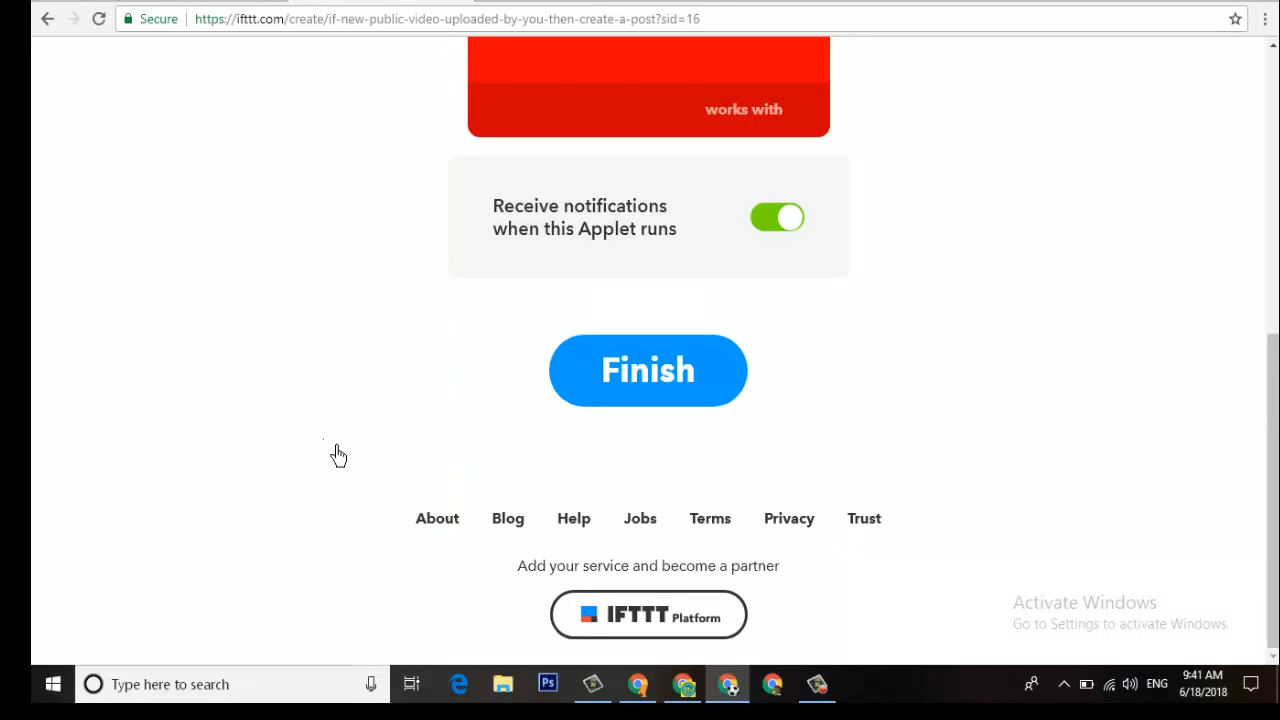 Secure https://ifttt.com/create/if-new-public-video-uploaded-by-you-then-create-a-post?sid=16
works with
Receive notifications
when this Applet runs
Finish
About Blog Help Jobs Terms Privacy Trust
Add your service and become a partner
IFTTT Platform
Activate Windows
Go to Settings to activate Windows.
Type here to search
Ps
ENG
9:41 AM
6/18/2018